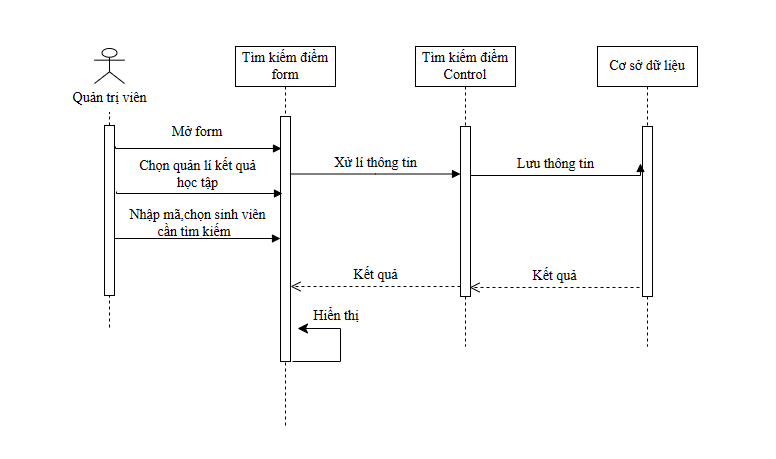 Tìm kiếm điểm
form
Tìm kiếm điểm
Control
Cơ sở dữ liệu
Quản trị viên
Mở form
Chọn quản lí kết quả
học tập
Nhập mã,chọn sinh viên
cần tìm kiếm
Xử lí thông tin
Lưu thông tin
Kết quả
Kết quả
Hiển thị